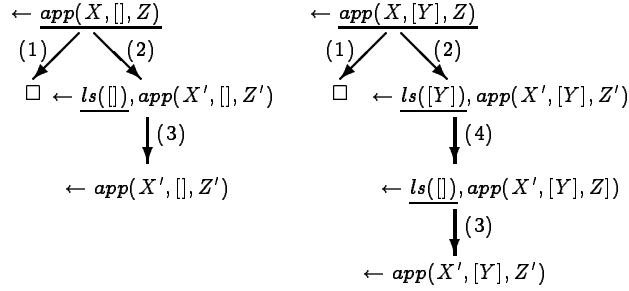 ← app(X, [], Z) ← app(X, [Y], Z)
(1) (2) (1) (2)
□ ← ls([]), app(X′, [], Z′) □ ← ls([Y]), app(X′, [Y], Z′)
(3) (4)
← app(X′, [], Z′) ← ls([]), app(X′, [Y], Z])
(3)
← app(X′, [Y], Z′)